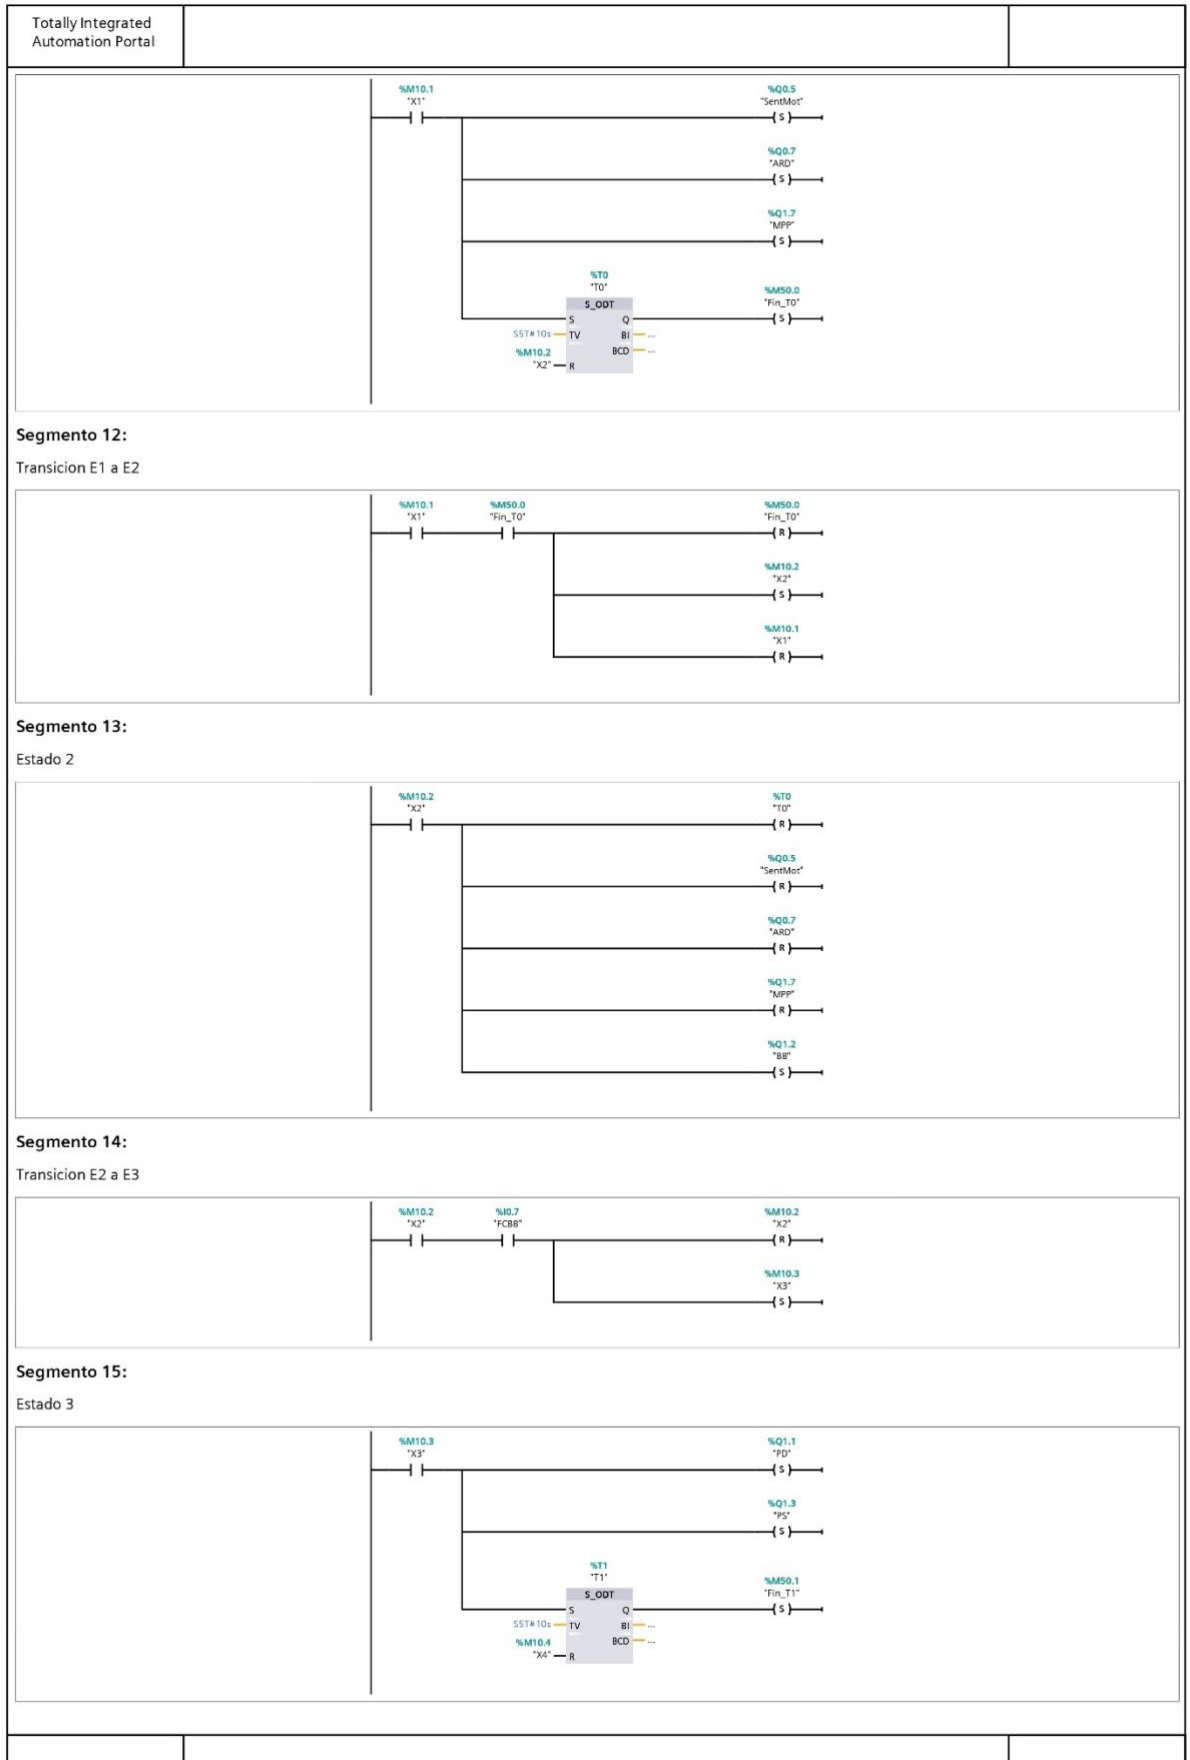 Totally Integrated
Automation Portal
%M10.1
"X1"
%Q0.5
"SentMot"
( S )
%Q0.7
"ARD"
( S )
%Q1.7
"MPP"
( S )
%T0
"T0"
S_ODT
%M50.0
"Fin_T0"
S
Q
( S )
S5T#10s
TV
BI
...
%M10.2
"X2"
R
BCD
...
Segmento 12:
Transicion E1 a E2
%M10.1
"X1"
%M50.0
"Fin_T0"
%M50.0
"Fin_T0"
( R )
%M10.2
"X2"
( S )
%M10.1
"X1"
( R )
Segmento 13:
Estado 2
%M10.2
"X2"
%T0
"T0"
( R )
%Q0.5
"SentMot"
( R )
%Q0.7
"ARD"
( R )
%Q1.7
"MPP"
( R )
%Q1.2
"BB"
( S )
Segmento 14:
Transicion E2 a E3
%M10.2
"X2"
%I0.7
"FCBB"
%M10.2
"X2"
( R )
%M10.3
"X3"
( S )
Segmento 15:
Estado 3
%M10.3
"X3"
%Q1.1
"PD"
( S )
%Q1.3
"PS"
( S )
%T1
"T1"
S_ODT
%M50.1
"Fin_T1"
S
Q
( S )
S5T#10s
TV
BI
...
%M10.4
"X4"
R
BCD
...